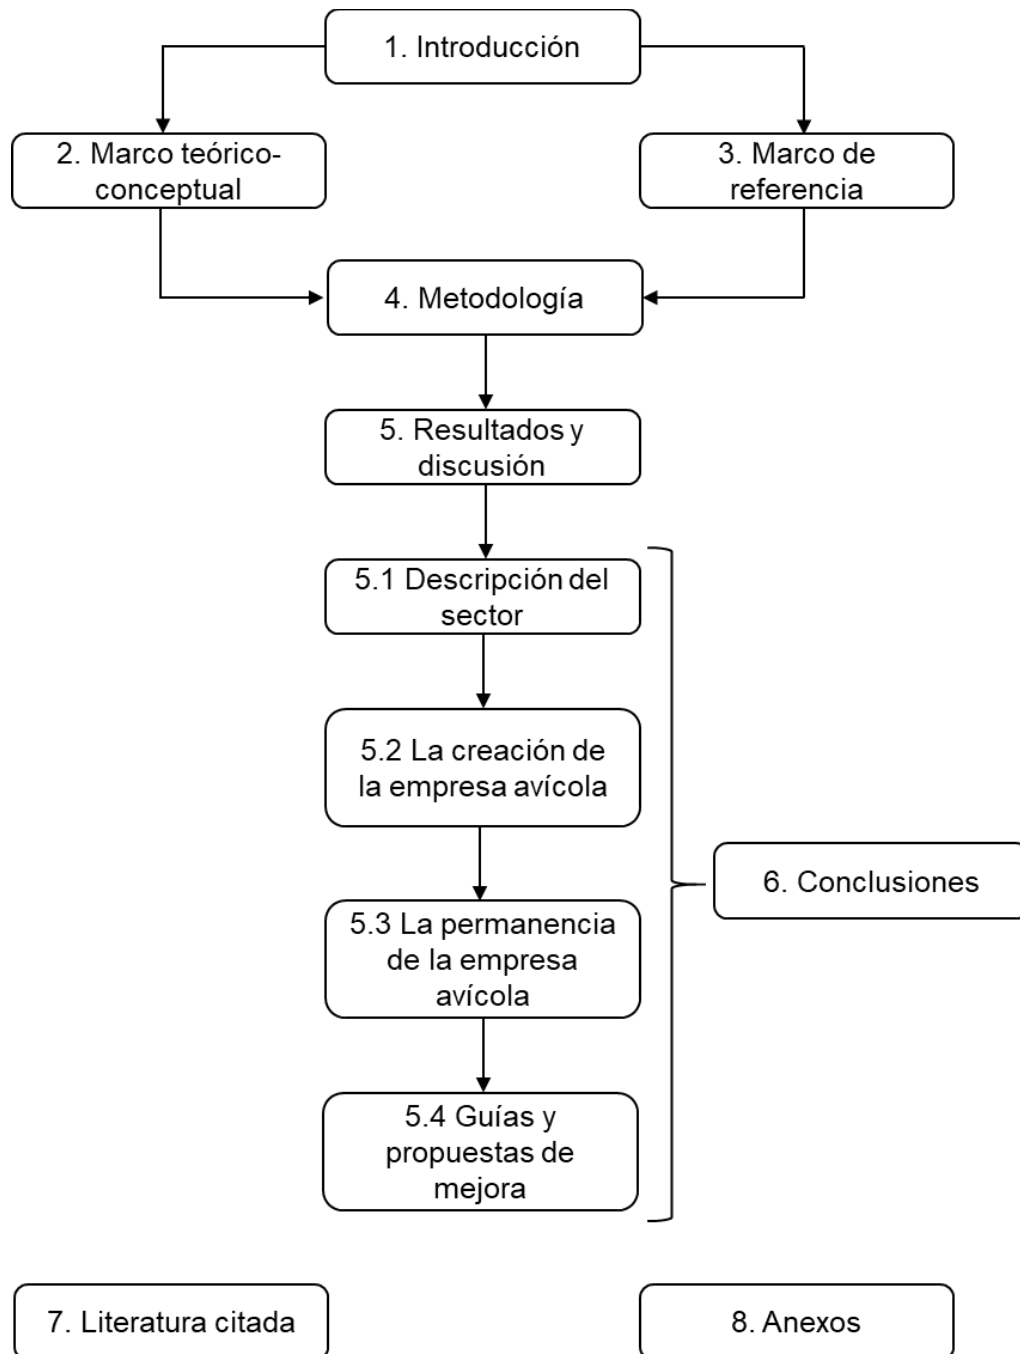 1. Introducción
2. Marco teórico-
conceptual
3. Marco de
referencia
4. Metodología
5. Resultados y
discusión
5.1 Descripción del
sector
5.2 La creación de
la empresa avícola
5.3 La permanencia
de la empresa
avícola
5.4 Guías y
propuestas de
mejora
6. Conclusiones
7. Literatura citada
8. Anexos